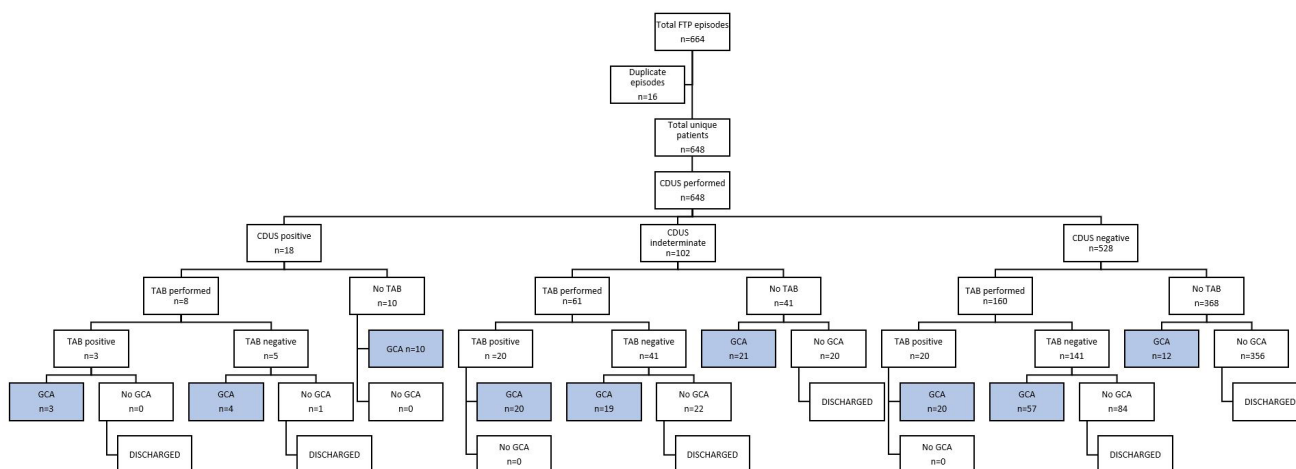 Total FTP episodes
n=664
Duplicate
episodes
n=16
Total unique
patients
n=648
CDUS performed
n=648
CDUS positive
n=18
CDUS
indeterminate
n=102
CDUS negative
n=528
TAB performed
n=8
No TAB
n=10
TAB performed
n=61
No TAB
n=41
TAB performed
n=160
No TAB
n=368
TAB positive
n=3
TAB negative
n=5
GCA n=10
TAB positive
n =20
TAB negative
n=41
GCA
n=21
No GCA
n=20
TAB positive
n=20
TAB negative
n=141
GCA
n=12
No GCA
n=356
GCA
n=3
No GCA
n=0
GCA
n=4
No GCA
n=1
No GCA
n=0
GCA
n=20
GCA
n=19
No GCA
n=22
DISCHARGED
GCA
n=20
GCA
n=57
No GCA
n=84
DISCHARGED
DISCHARGED
DISCHARGED
No GCA
n=0
DISCHARGED
No GCA
n=0
DISCHARGED